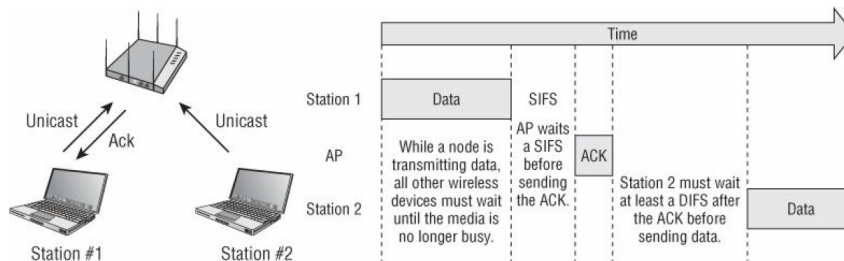 Time
Station 1
Data
SIFS
Unicast
Ack
Unicast
AP
While a node is
transmitting data,
all other wireless
devices must wait
until the media is
no longer busy.
AP waits
a SIFS
before
sending
the ACK.
ACK
Station 2 must wait
at least a DIFS after
the ACK before
sending data.
Station 2
Data
Station #1
Station #2